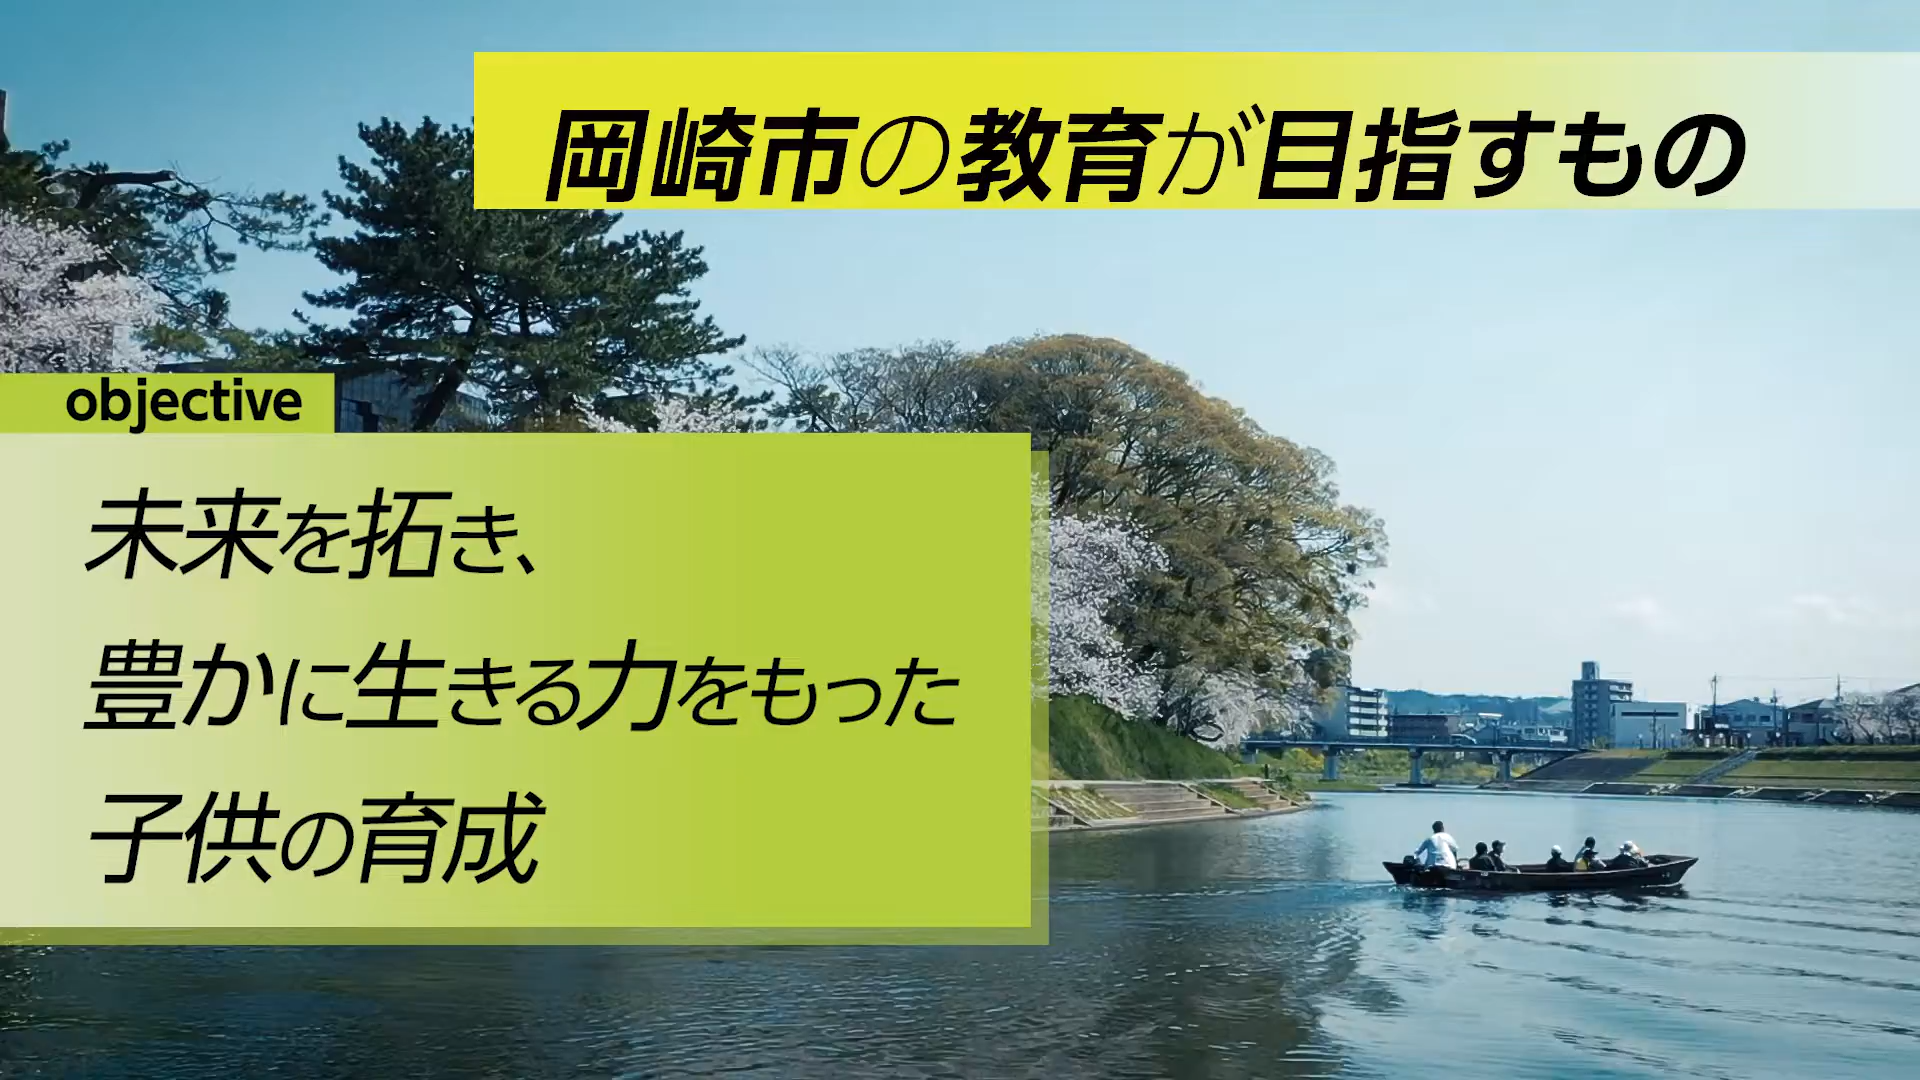 岡崎市の教育が目指すもの
objective
未来を拓き、
豊かに生きる力をもった
子供の育成